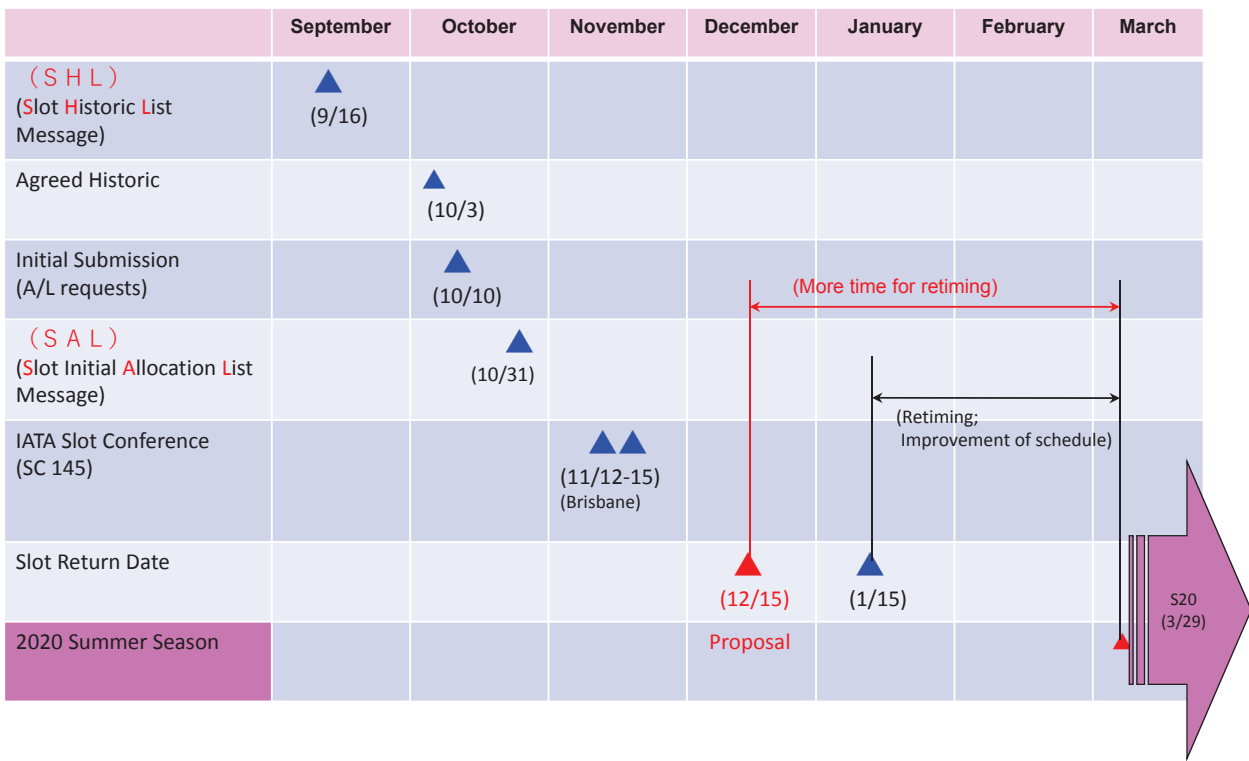 September October November December January February March
（ＳＨＬ）
(Slot Historic List
Message)
(9/16)
Agreed Historic
(10/3)
Initial Submission
(A/L requests)
(10/10)
(More time for retiming)
（ＳＡＬ）
(Slot Initial Allocation List
Message)
(10/31)
(Retiming;
Improvement of schedule)
IATA Slot Conference
(SC 145)
(11/12-15)
(Brisbane)
Slot Return Date
(12/15)
(1/15)
S20
(3/29)
2020 Summer Season
Proposal